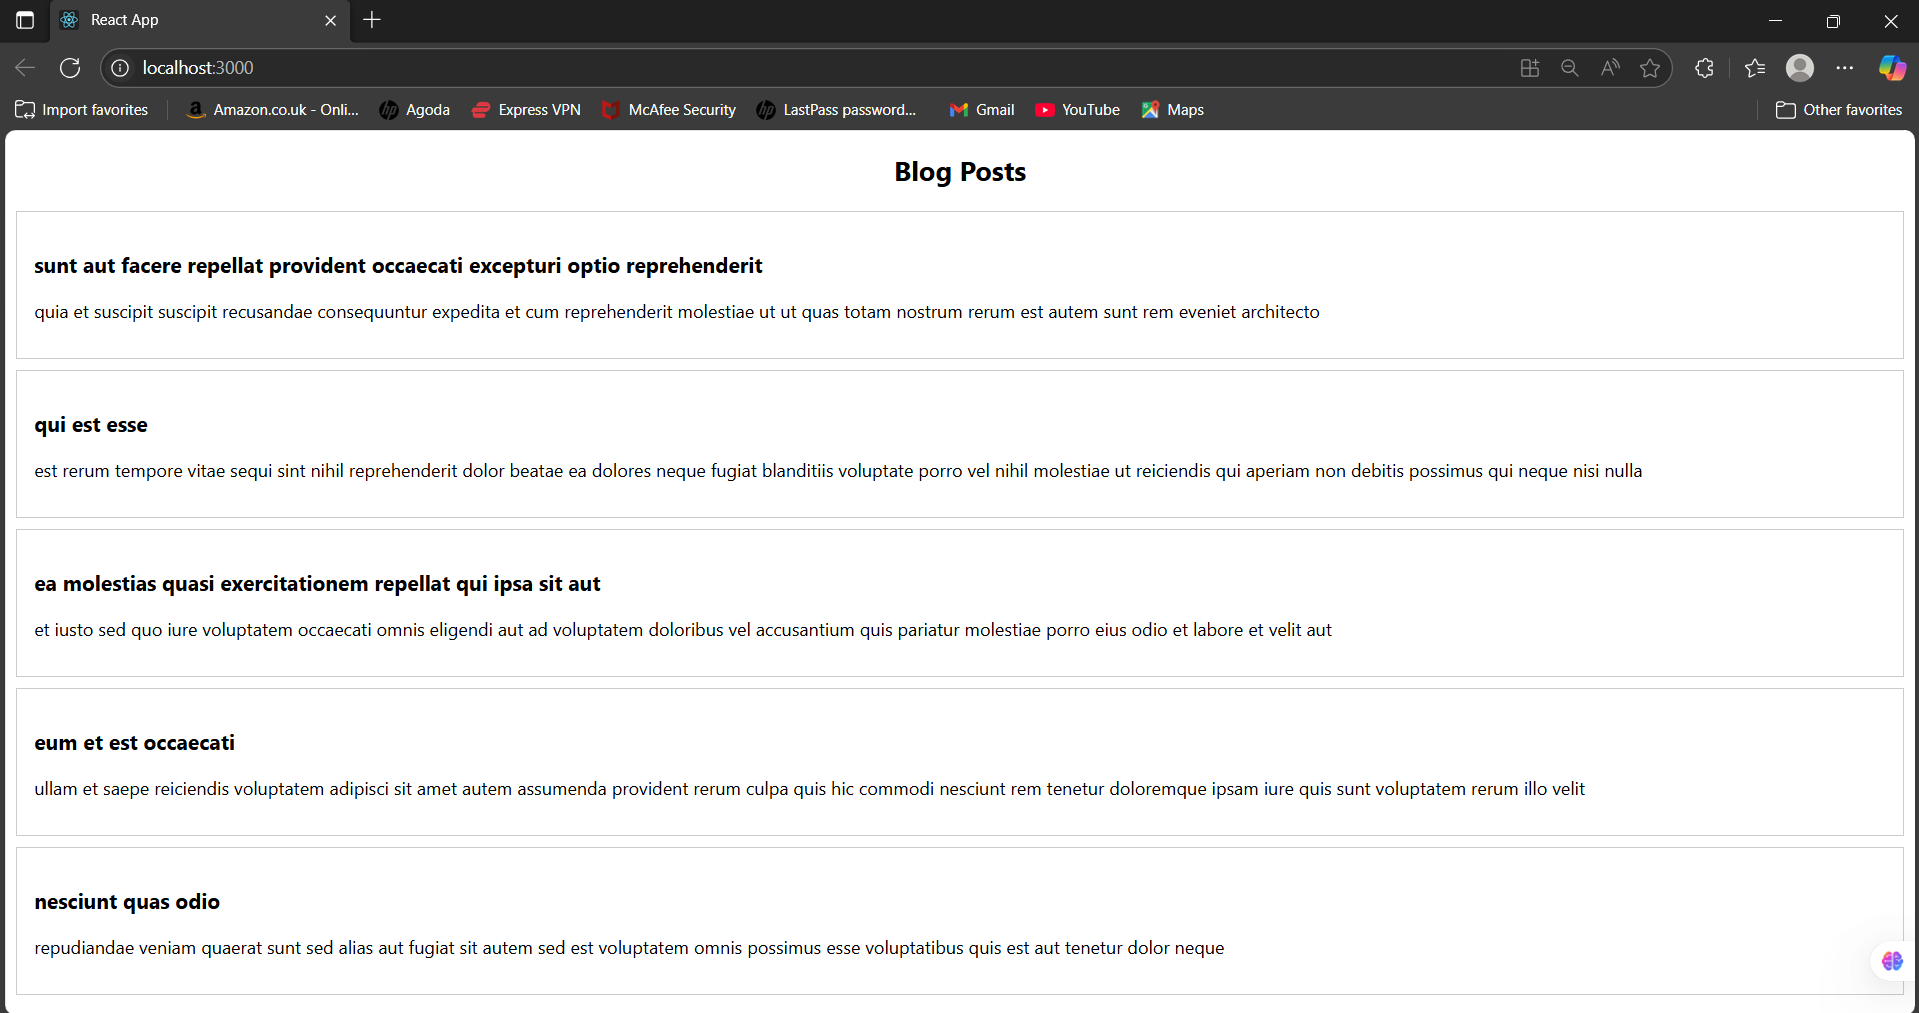 React App
localhost:3000
Import favorites
Amazon.co.uk - Onli...
Agoda
Express VPN
McAfee Security
LastPass password...
Gmail
YouTube
Maps
Other favorites
Blog Posts
sunt aut facere repellat provident occaecati excepturi optio reprehenderit
quia et suscipit suscipit recusandae consequuntur expedita et cum reprehenderit molestiae ut ut quas totam nostrum rerum est autem sunt rem eveniet architecto
qui est esse
est rerum tempore vitae sequi sint nihil reprehenderit dolor beatae ea dolores neque fugiat blanditiis voluptate porro vel nihil molestiae ut reiciendis qui aperiam non debitis possimus qui neque nisi nulla
ea molestias quasi exercitationem repellat qui ipsa sit aut
et iusto sed quo iure voluptatem occaecati omnis eligendi aut ad voluptatem doloribus vel accusantium quis pariatur molestiae porro eius odio et labore et velit aut
eum et est occaecati
ullam et saepe reiciendis voluptatem adipisci sit amet autem assumenda provident rerum culpa quis hic commodi nesciunt rem tenetur doloremque ipsam iure quis sunt voluptatem rerum illo velit
nesciunt quas odio
repudiandae veniam quaerat sunt sed alias aut fugiat sit autem sed est voluptatem omnis possimus esse voluptatibus quis est aut tenetur dolor neque